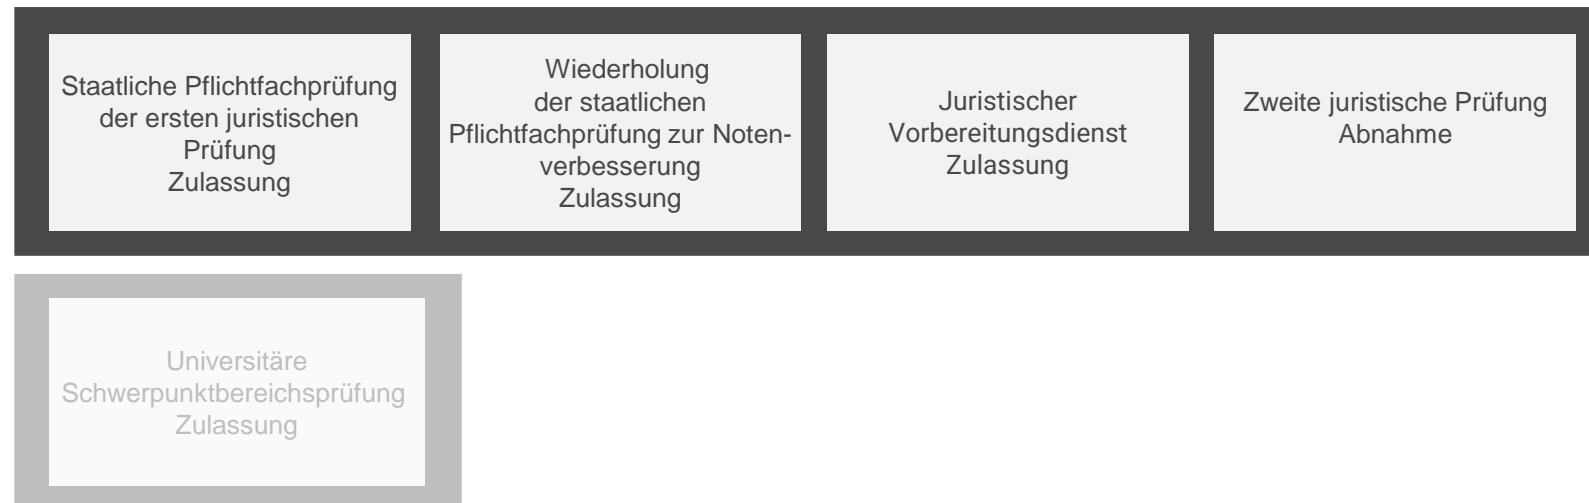 Staatliche Pflichtfachprüfung
der ersten juristischen
Prüfung
Zulassung
Wiederholung
der staatlichen
Pflichtfachprüfung zur Noten-
verbesserung
Zulassung
Juristischer
Vorbereitungsdienst
Zulassung
Zweite juristische Prüfung
Abnahme
Universitäre
Schwerpunktbereichsprüfung
Zulassung